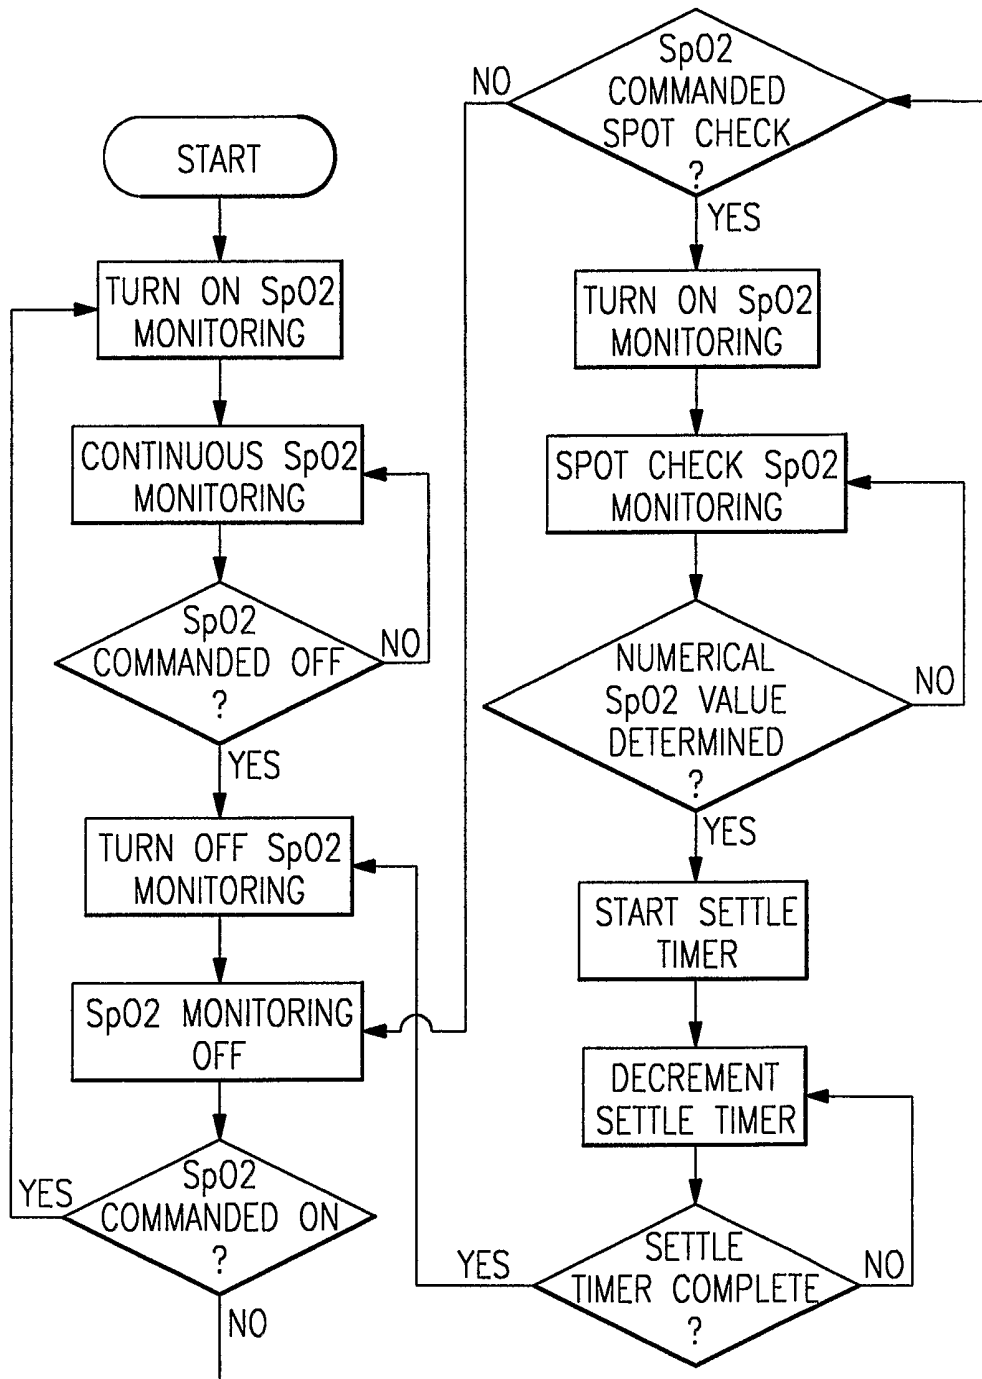 START
TURN ON SpO2
MONITORING
CONTINUOUS SpO2
MONITORING
SpO2
COMMANDED OFF
?
NO
YES
TURN OFF SpO2
MONITORING
SpO2 MONITORING
OFF
SpO2
COMMANDED ON
?
YES
NO
SpO2
COMMANDED
SPOT CHECK
?
NO
YES
TURN ON SpO2
MONITORING
SPOT CHECK SpO2
MONITORING
NUMERICAL
SpO2 VALUE
DETERMINED
?
NO
YES
START SETTLE
TIMER
DECREMENT
SETTLE TIMER
SETTLE
TIMER COMPLETE
?
YES
NO